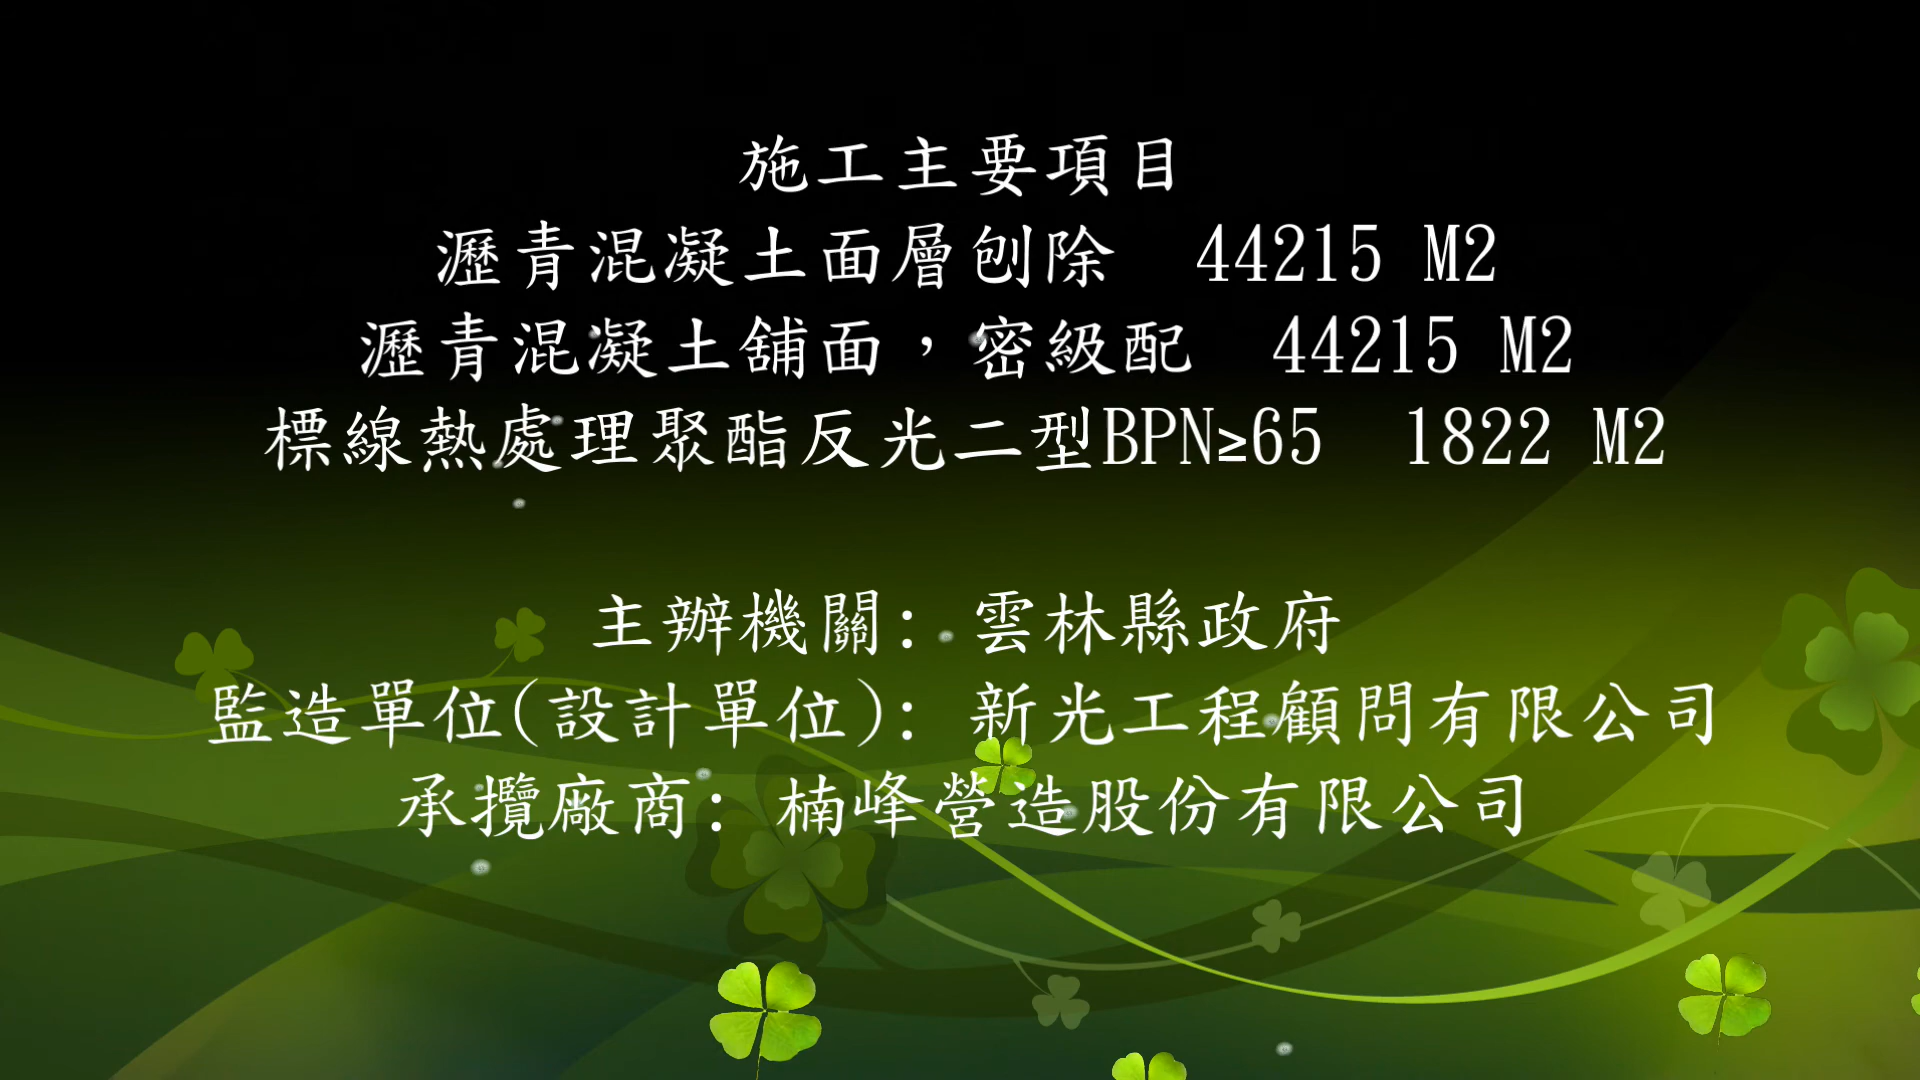 施工主要項目
瀝青混凝土面層刨除　44215 M2
瀝青混凝土舖面，密級配　44215 M2
標線熱處理聚酯反光二型BPN≥65　1822 M2
主辦機關: 雲林縣政府
監造單位(設計單位): 新光工程顧問有限公司
承攬廠商: 楠峰營造股份有限公司